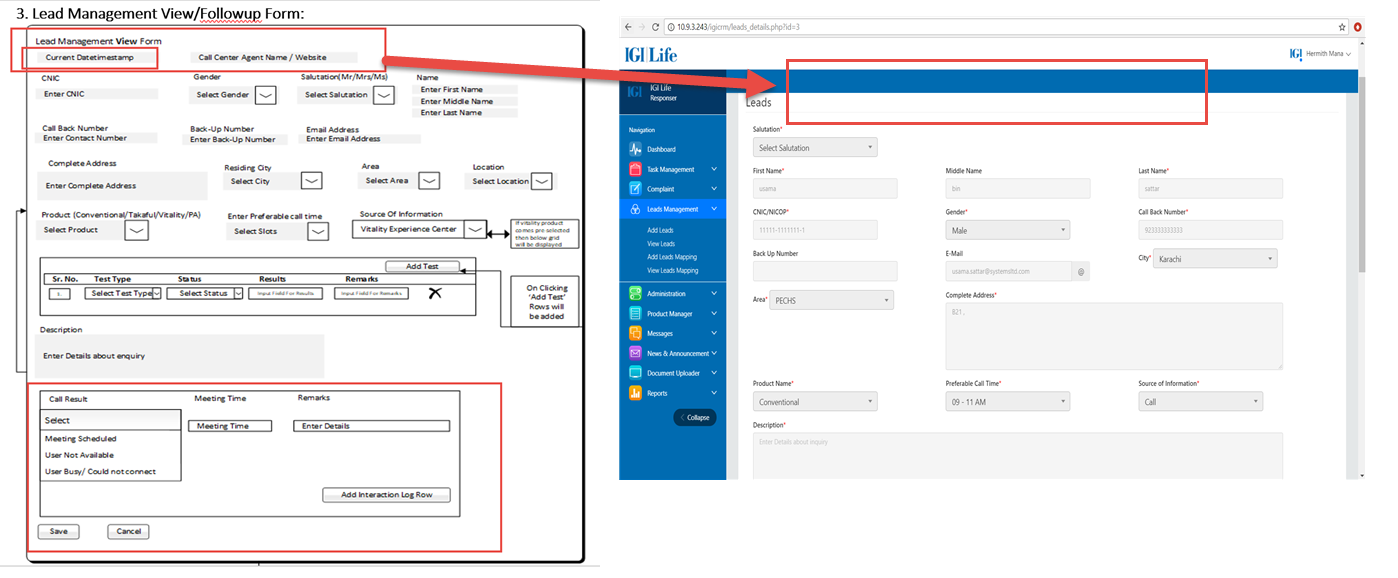 3. Lead Management View/Followup Form:
Lead Management View Form
Current Datetimestamp
Call Center Agent Name / Website
CNIC
Gender
Salutation(Mr/Mrs/Ms)
Name
Enter CNIC
Select Gender
Select Salutation
Enter First Name
Enter Middle Name
Enter Last Name
Call Back Number
Back-Up Number
Email Address
Enter Contact Number
Enter Back-Up Number
Enter Email Address
Complete Address
Residing City
Area
Location
Enter Complete Address
Select City
Select Area
Select Location
Product (Conventional/Takaful/Vitality/PA)
Enter Preferable call time
Source Of Information
Select Product
Select Slots
Vitality Experience Center
If vitality product
comes pre selected
then below grid
will be displayed
Add Test
Sr. No. Test Type Status Results Remarks
1. Select Test Type Select Status Input Field For Results Input Field For Remarks
On Clicking
'Add Test'
Rows will
be added
Description
Enter Details about enquiry
Call Result
Meeting Time
Remarks
Select
Meeting Time
Enter Details
Meeting Scheduled
User Not Available
User Busy/ Could not connect
Add Interaction Log Row
Save
Cancel
10.9.3.243/igicrm/leads_details.php?id=3
IGI Life
IGI Hermith Mana
IGI
IGI Life
Responser
Navigation
Dashboard
Task Management
Complaint
Leads Management
Add Leads
View Leads
Add Leads Mapping
View Leads Mapping
Administration
Product Manager
Messages
News & Announcement
Document Uploader
Reports
Collapse
Leads
Salutation*
Select Salutation
First Name*
Middle Name
Last Name*
usama
bin
sattar
CNIC/NICOP*
Gender*
Call Back Number*
11111-1111111-1
Male
923333333333
Back Up Number
E-Mail
City* Karachi
usama.sattar@systemsltd.com @
Area* PECHS
Complete Address*
B21 ,
Product Name*
Preferable Call Time*
Source of Information*
Conventional
09 - 11 AM
Call
Description*
Enter Details about inquiry